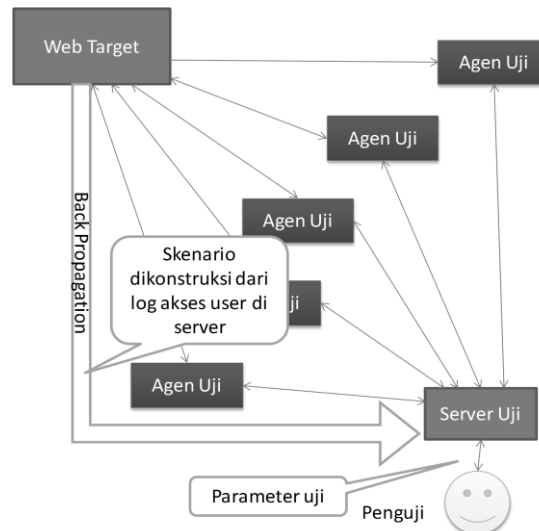 Web Target
Agen Uji
Agen Uji
Agen Uji
Back Propagation
Skenario
dikonstruksi dari
log akses user di
server
ji
Agen Uji
Server Uji
Parameter uji
Penguji